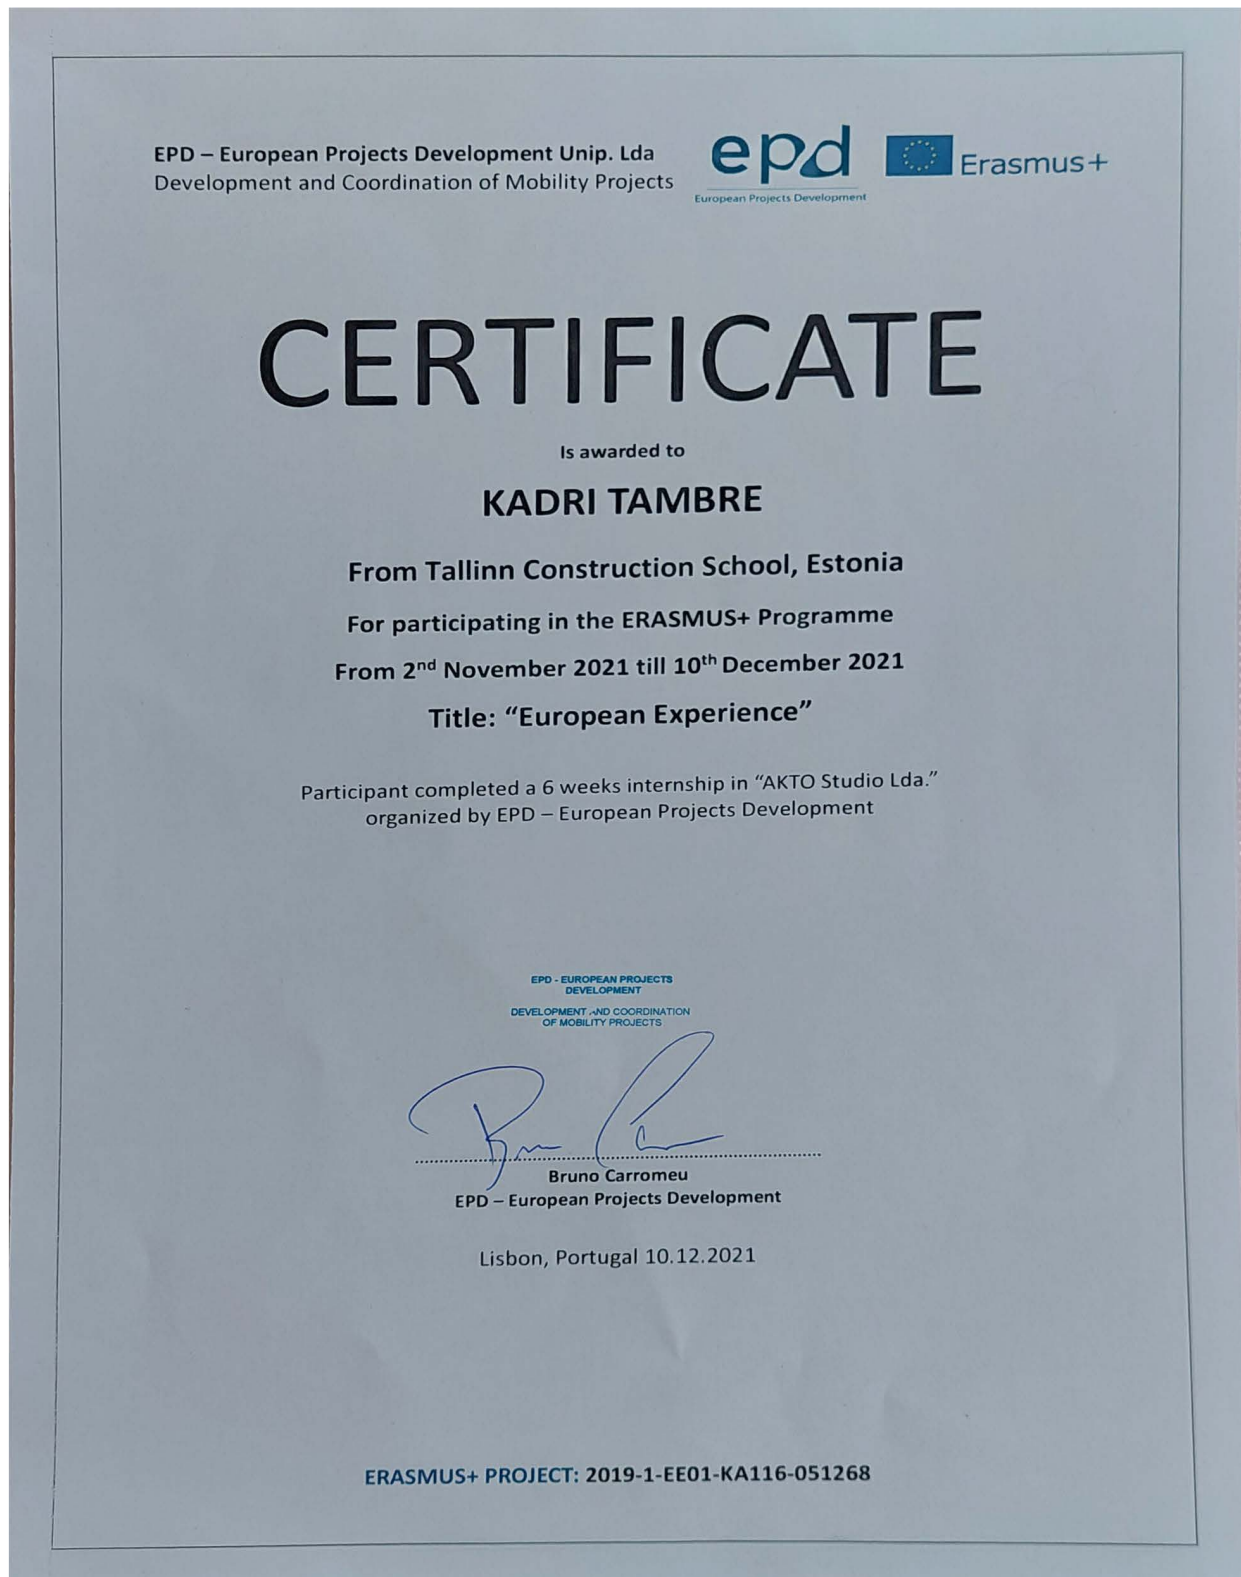 EPD – European Projects Development Unip. Lda
Development and Coordination of Mobility Projects
epd
European Projects Development
Erasmus+
CERTIFICATE
Is awarded to
KADRI TAMBRE
From Tallinn Construction School, Estonia
For participating in the ERASMUS+ Programme
From 2nd November 2021 till 10th December 2021
Title: “European Experience”
Participant completed a 6 weeks internship in “AKTO Studio Lda.”
organized by EPD – European Projects Development
EPD - EUROPEAN PROJECTS
DEVELOPMENT
DEVELOPMENT AND COORDINATION
OF MOBILITY PROJECTS
Bruno Carromeu
EPD – European Projects Development
Lisbon, Portugal 10.12.2021
ERASMUS+ PROJECT: 2019-1-EE01-KA116-051268